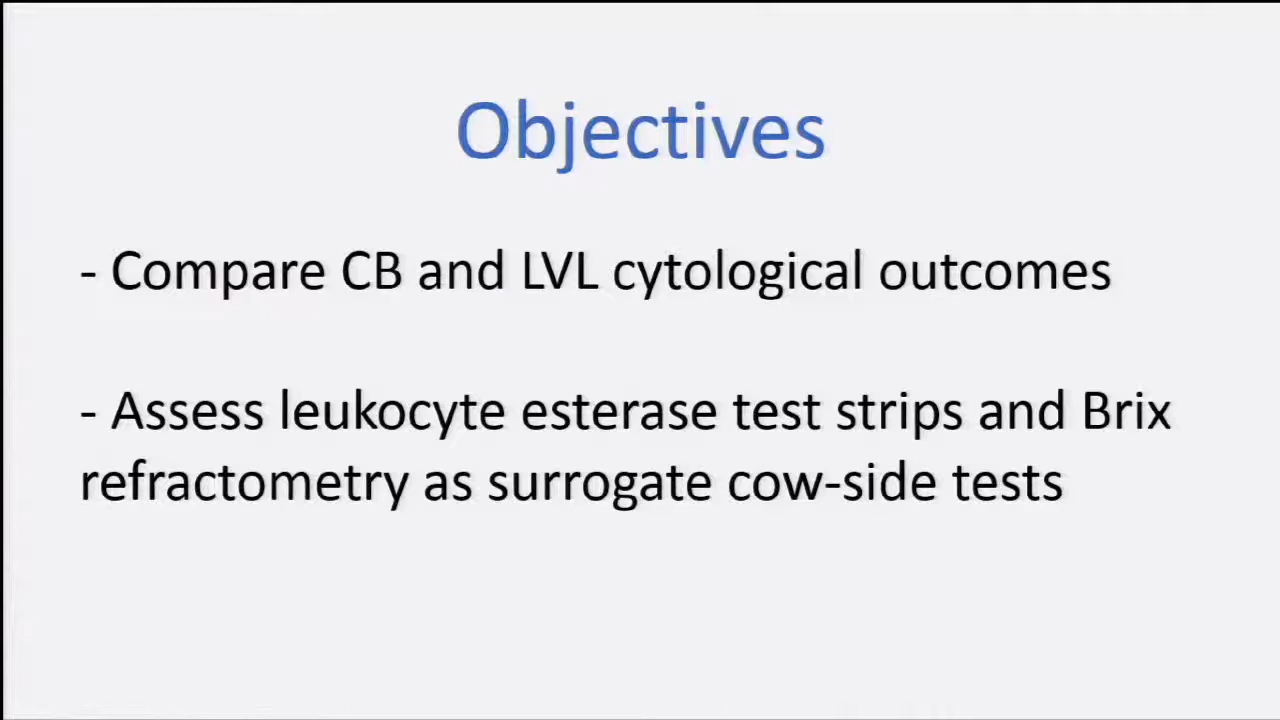 Objectives
- Compare CB and LVL cytological outcomes
- Assess leukocyte esterase test strips and Brix
refractometry as surrogate cow-side tests